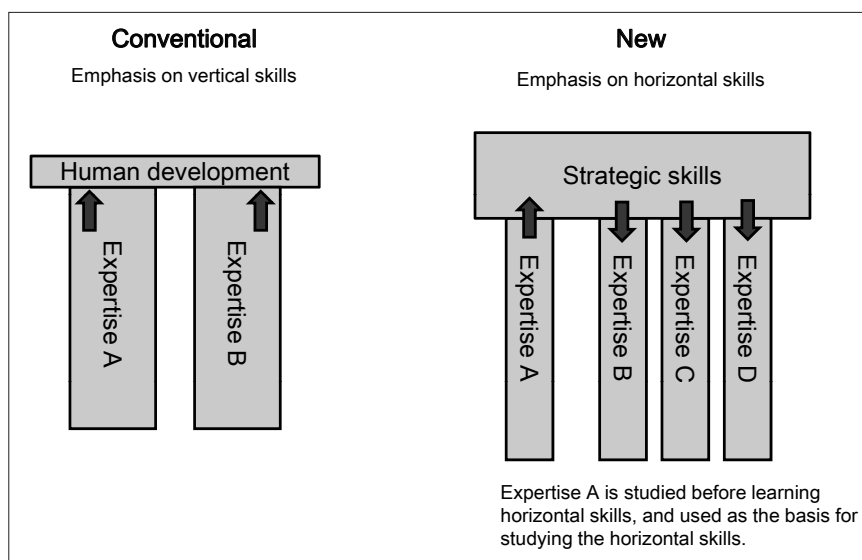 Conventional
Emphasis on vertical skills
Human development
Expertise A
Expertise B
New
Emphasis on horizontal skills
Strategic skills
Expertise A
Expertise B
Expertise C
Expertise D
Expertise A is studied before learning
horizontal skills, and used as the basis for
studying the horizontal skills.